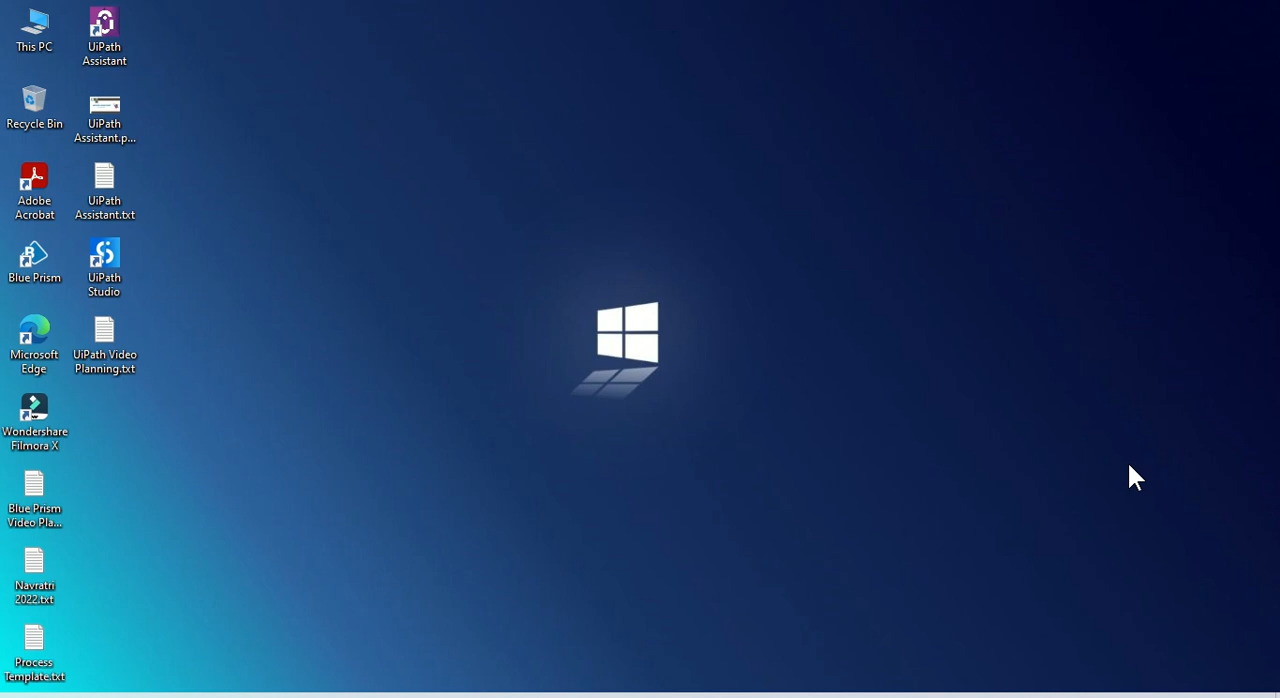 This PC
Recycle Bin
Adobe
Acrobat
Blue Prism
Microsoft
Edge
Wondershare
Filmora X
Blue Prism
Video Pla...
Navratri
2022.txt
Process
Template.txt
UiPath
Assistant
UiPath
Assistant.p...
UiPath
Assistant.txt
UiPath
Studio
UiPath Video
Planning.txt